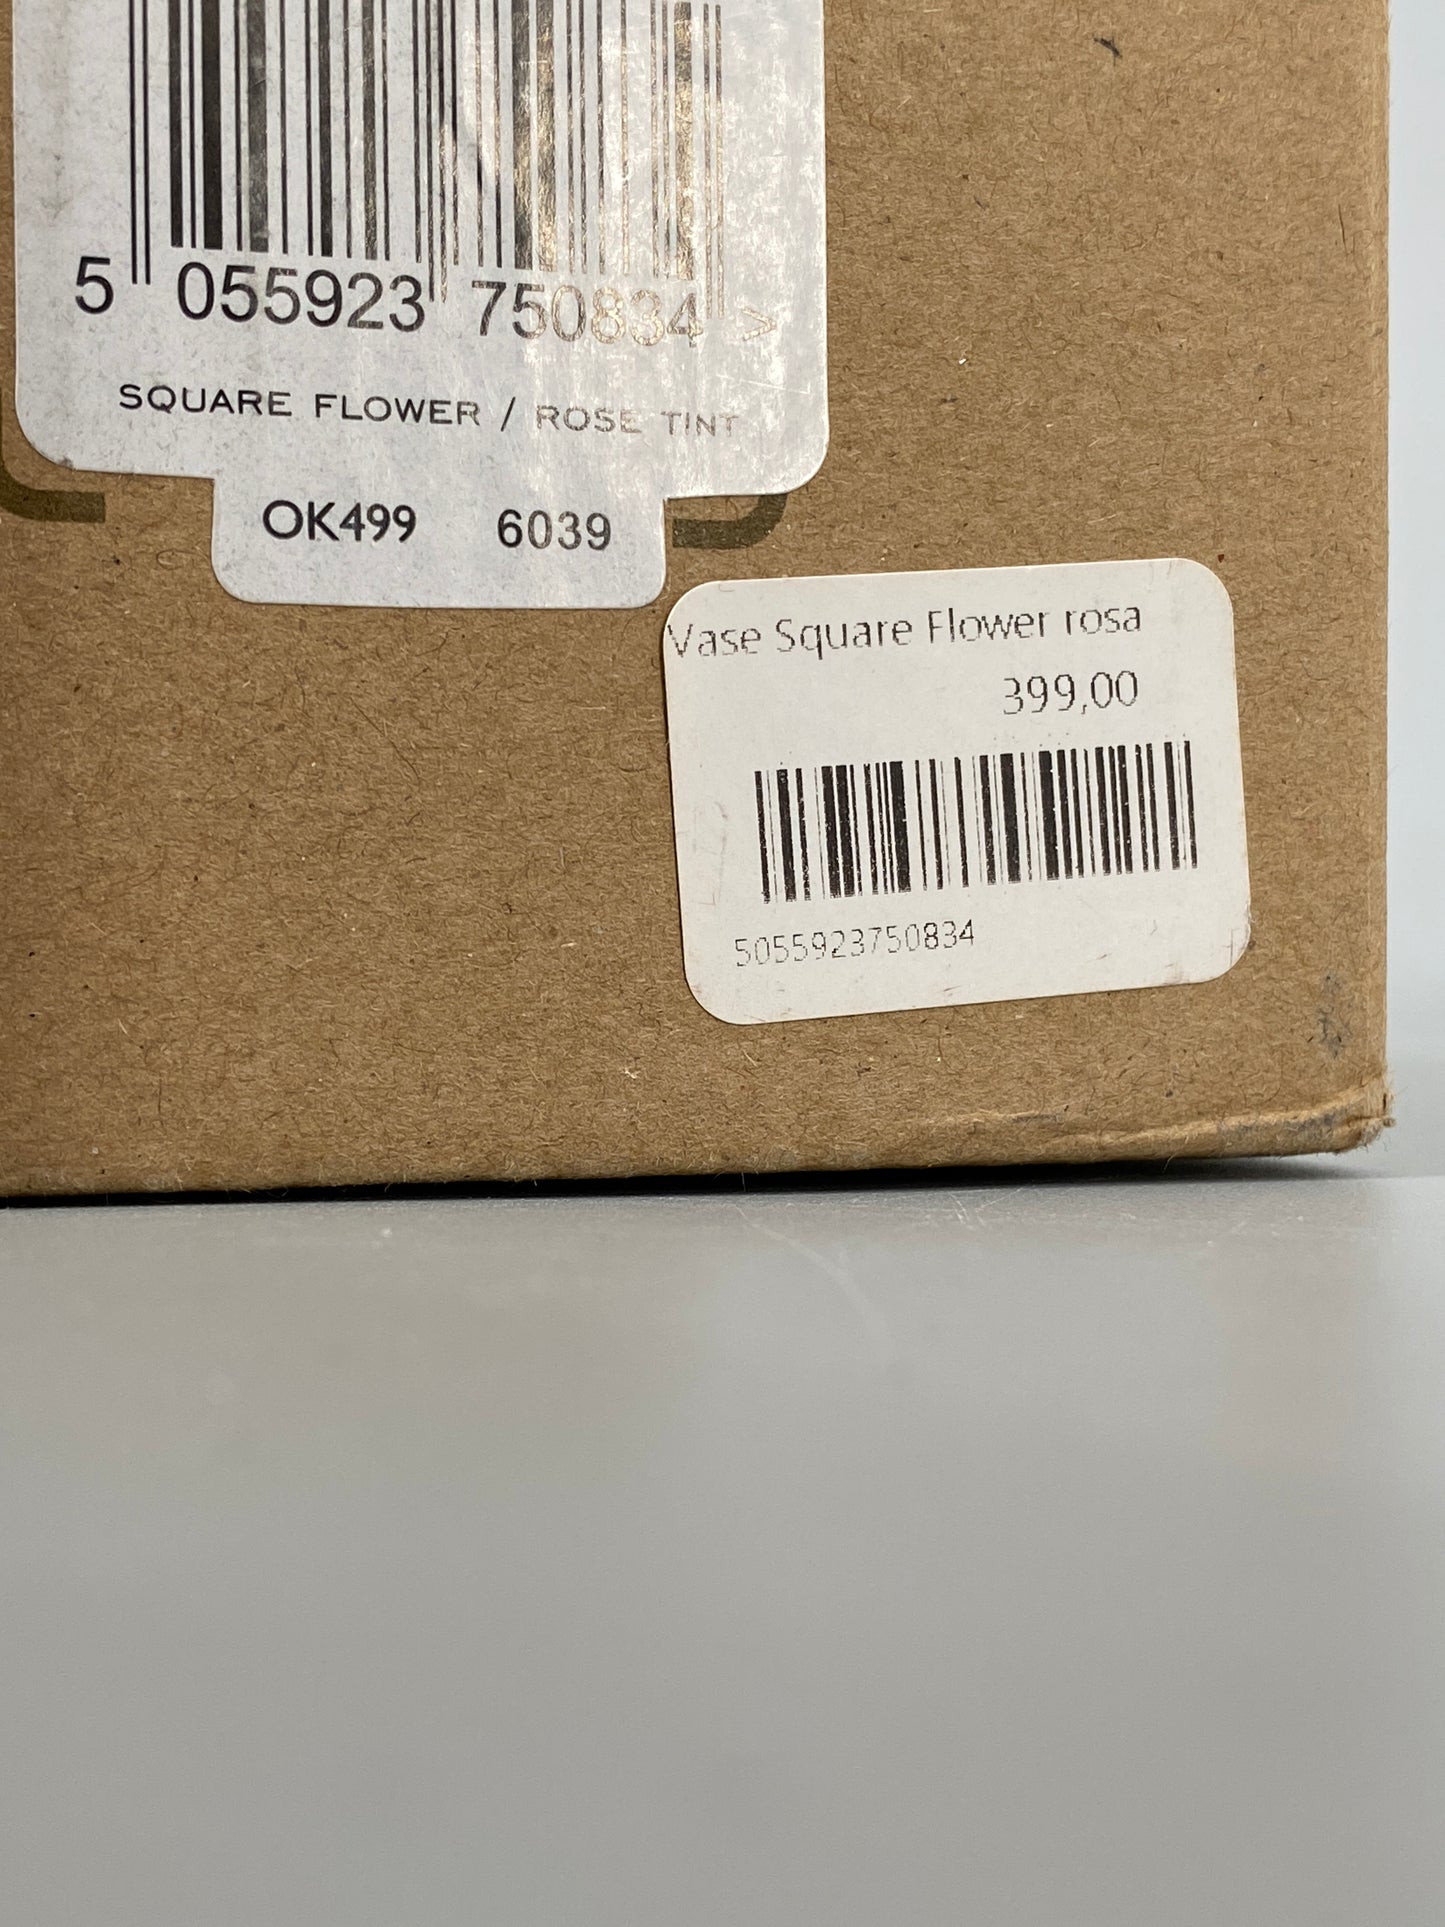 5 055923 750834 >
SQUARE FLOWER / ROSE TINT
OK499 6039
Vase Square Flower rosa
399,00
5055923750834